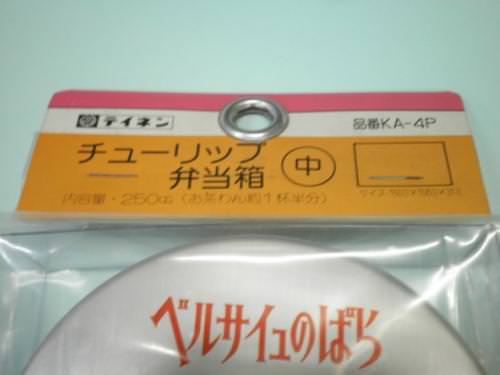 テイネン
品番KA-4P
チューリップ
弁当箱
中
内容量・250cc(お茶わん約1杯半分)
ベルサイユのばら